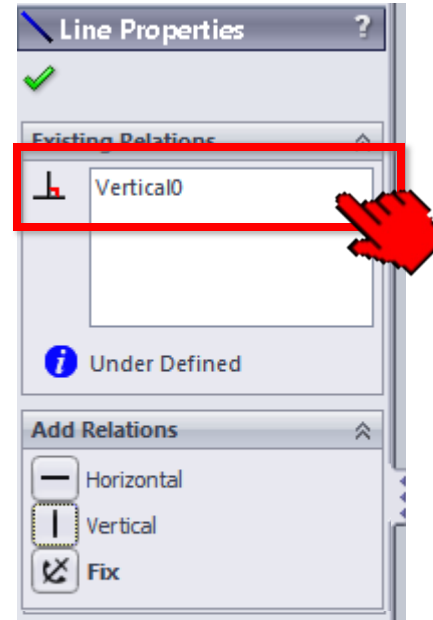 Line Properties ?
Existing Relations
Vertical0
i Under Defined
Add Relations
Horizontal
Vertical
Fix